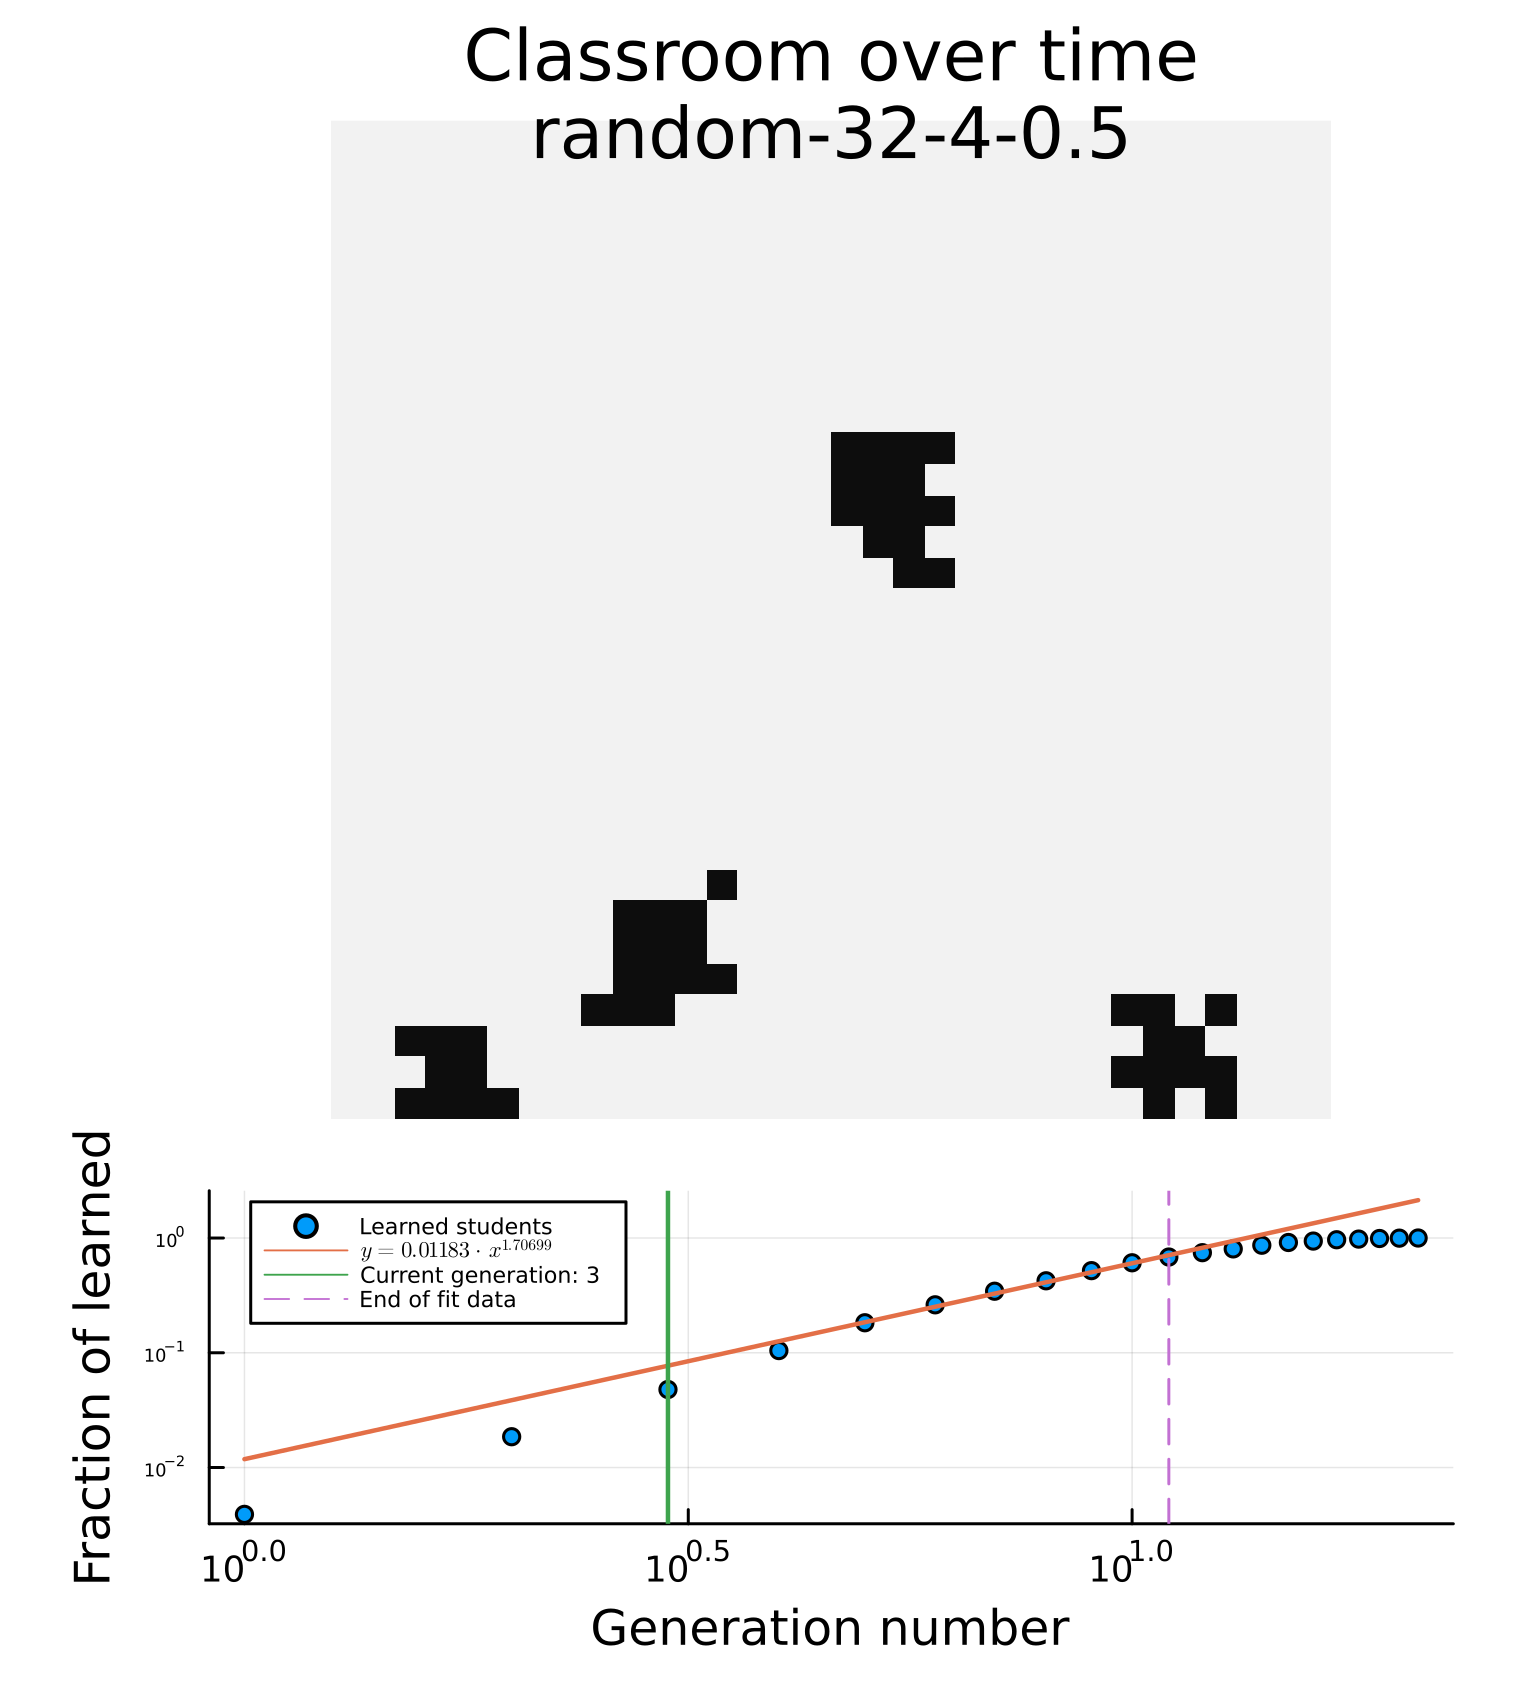 Classroom over time
random-32-4-0.5
Fraction of learned
10⁰
10⁻¹
10⁻²
Learned students
y = 0.01183 · x^1.70699
Current generation: 3
End of fit data
10^0.0
10^0.5
10^1.0
Generation number